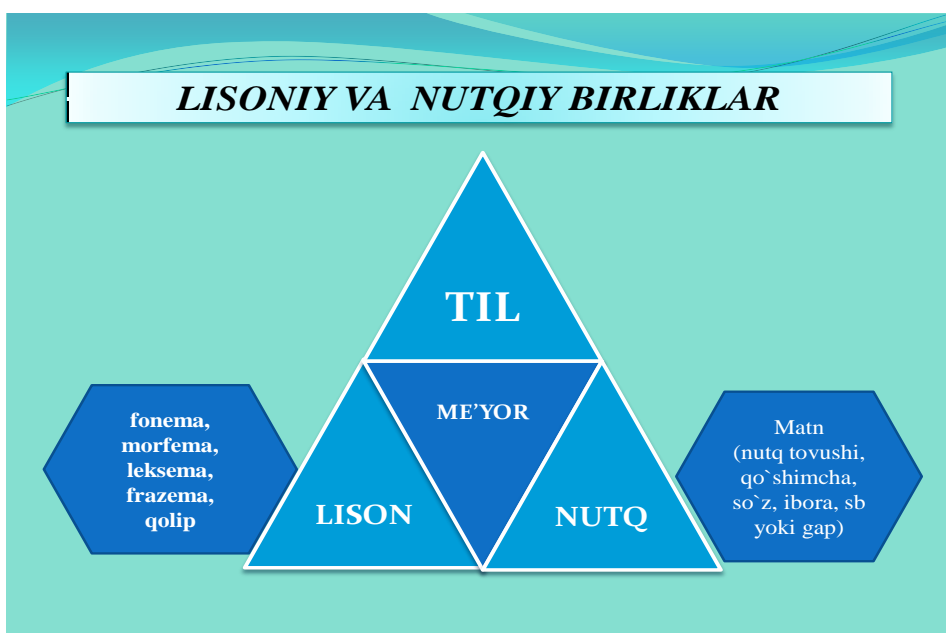 LISONIY VA NUTQIY BIRLIKLAR
TIL
ME’YOR
LISON
NUTQ
fonema,
morfema,
leksema,
frazema,
qolip
Matn
(nutq tovushi,
qo`shimcha,
so`z, ibora, sb
yoki gap)